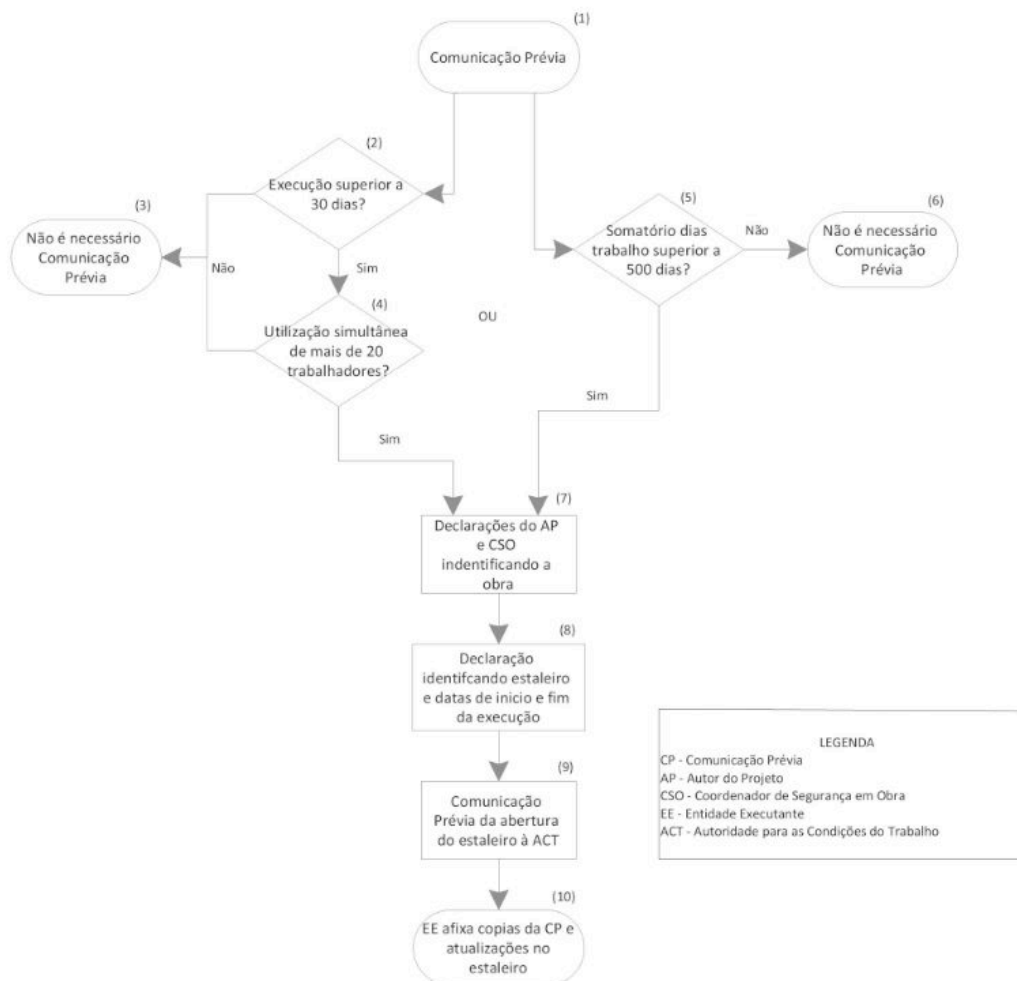 (1)
Comunicação Prévia
(2)
Execução superior a
30 dias?
(3)
Não é necessário
Comunicação
Prévia
Não
Sim
(4)
Utilização simultânea
de mais de 20
trabalhadores?
Sim
OU
(5)
Somatório dias
trabalho superior a
500 dias?
Não
(6)
Não é necessário
Comunicação
Prévia
Sim
(7)
Declarações do AP
e CSO
indentificando a
obra
(8)
Declaração
identifcando estaleiro
e datas de inicio e fim
da execução
(9)
Comunicação
Prévia da abertura
do estaleiro à ACT
(10)
EE afixa copias da CP e
atualizações no
estaleiro
LEGENDA
CP - Comunicação Prévia
AP - Autor do Projeto
CSO - Coordenador de Segurança em Obra
EE - Entidade Executante
ACT - Autoridade para as Condições do Trabalho